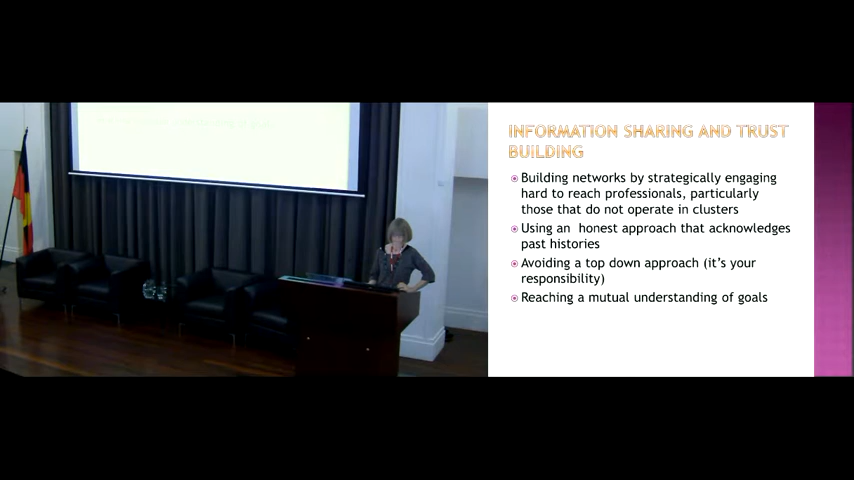 INFORMATION SHARING AND TRUST
BUILDING
Building networks by strategically engaging
hard to reach professionals, particularly
those that do not operate in clusters
Using an honest approach that acknowledges
past histories
Avoiding a top down approach (it's your
responsibility)
Reaching a mutual understanding of goals